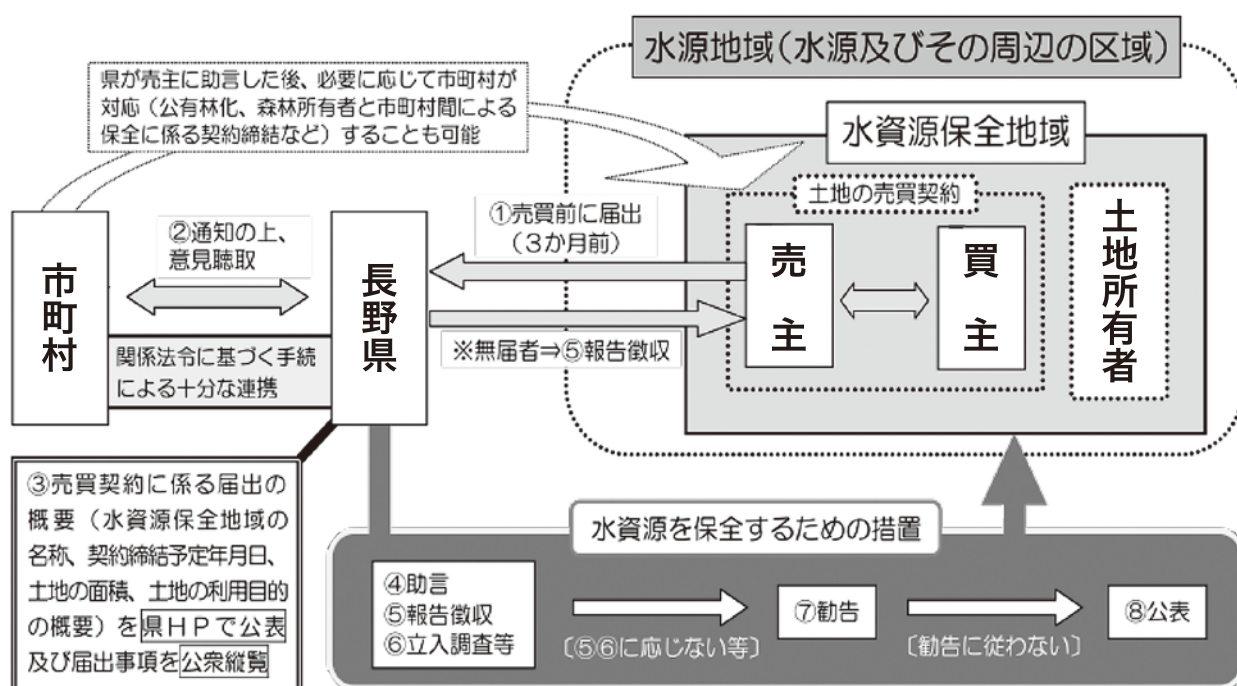 水源地域(水源及びその周辺の区域)
県が売主に助言した後、必要に応じて市町村が
対応(公有林化、森林所有者と市町村間による
保全に係る契約締結など)することも可能
水資源保全地域
土地の売買契約
①売買前に届出
(3か月前)
②通知の上、
意見聴取
市町村
長野県
売主
買主
土地所有者
※無届者⇒⑤報告徴収
関係法令に基づく手続
による十分な連携
③売買契約に係る届出の
概要(水資源保全地域の
名称、契約締結予定年月日、
土地の面積、土地の利用目的
の概要)を県HPで公表
及び届出事項を公衆縦覧
水資源を保全するための措置
④助言
⑤報告徴収
⑥立入調査等
〔⑤⑥に応じない等〕
⑦勧告
〔勧告に従わない〕
⑧公表